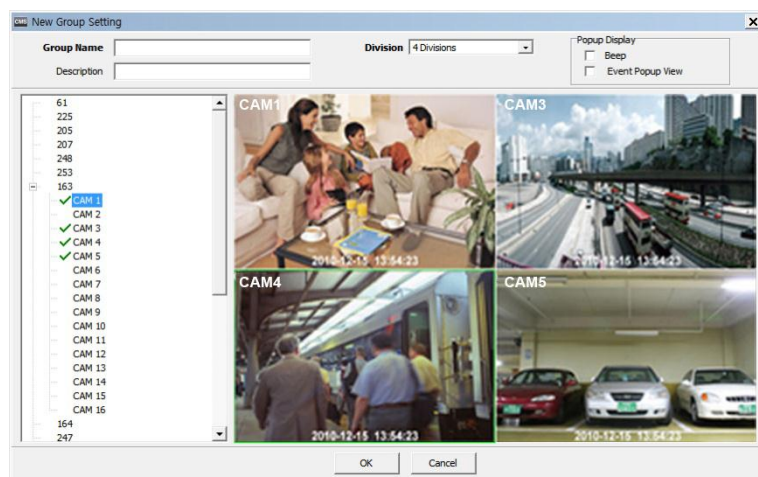 CMS New Group Setting
Group Name
Division 4 Divisions
Popup Display
Beep
Description
Event Popup View
61
225
205
207
248
253
163
CAM 1
CAM 2
CAM 3
CAM 4
CAM 5
CAM 6
CAM 7
CAM 8
CAM 9
CAM 10
CAM 11
CAM 12
CAM 13
CAM 14
CAM 15
CAM 16
164
247
CAM1
2010-12-15 13:54:23
CAM3
2010-12-15 13:54:23
CAM4
2010-12-15 13:54:23
CAM5
2010-12-15 13:54:23
OK Cancel